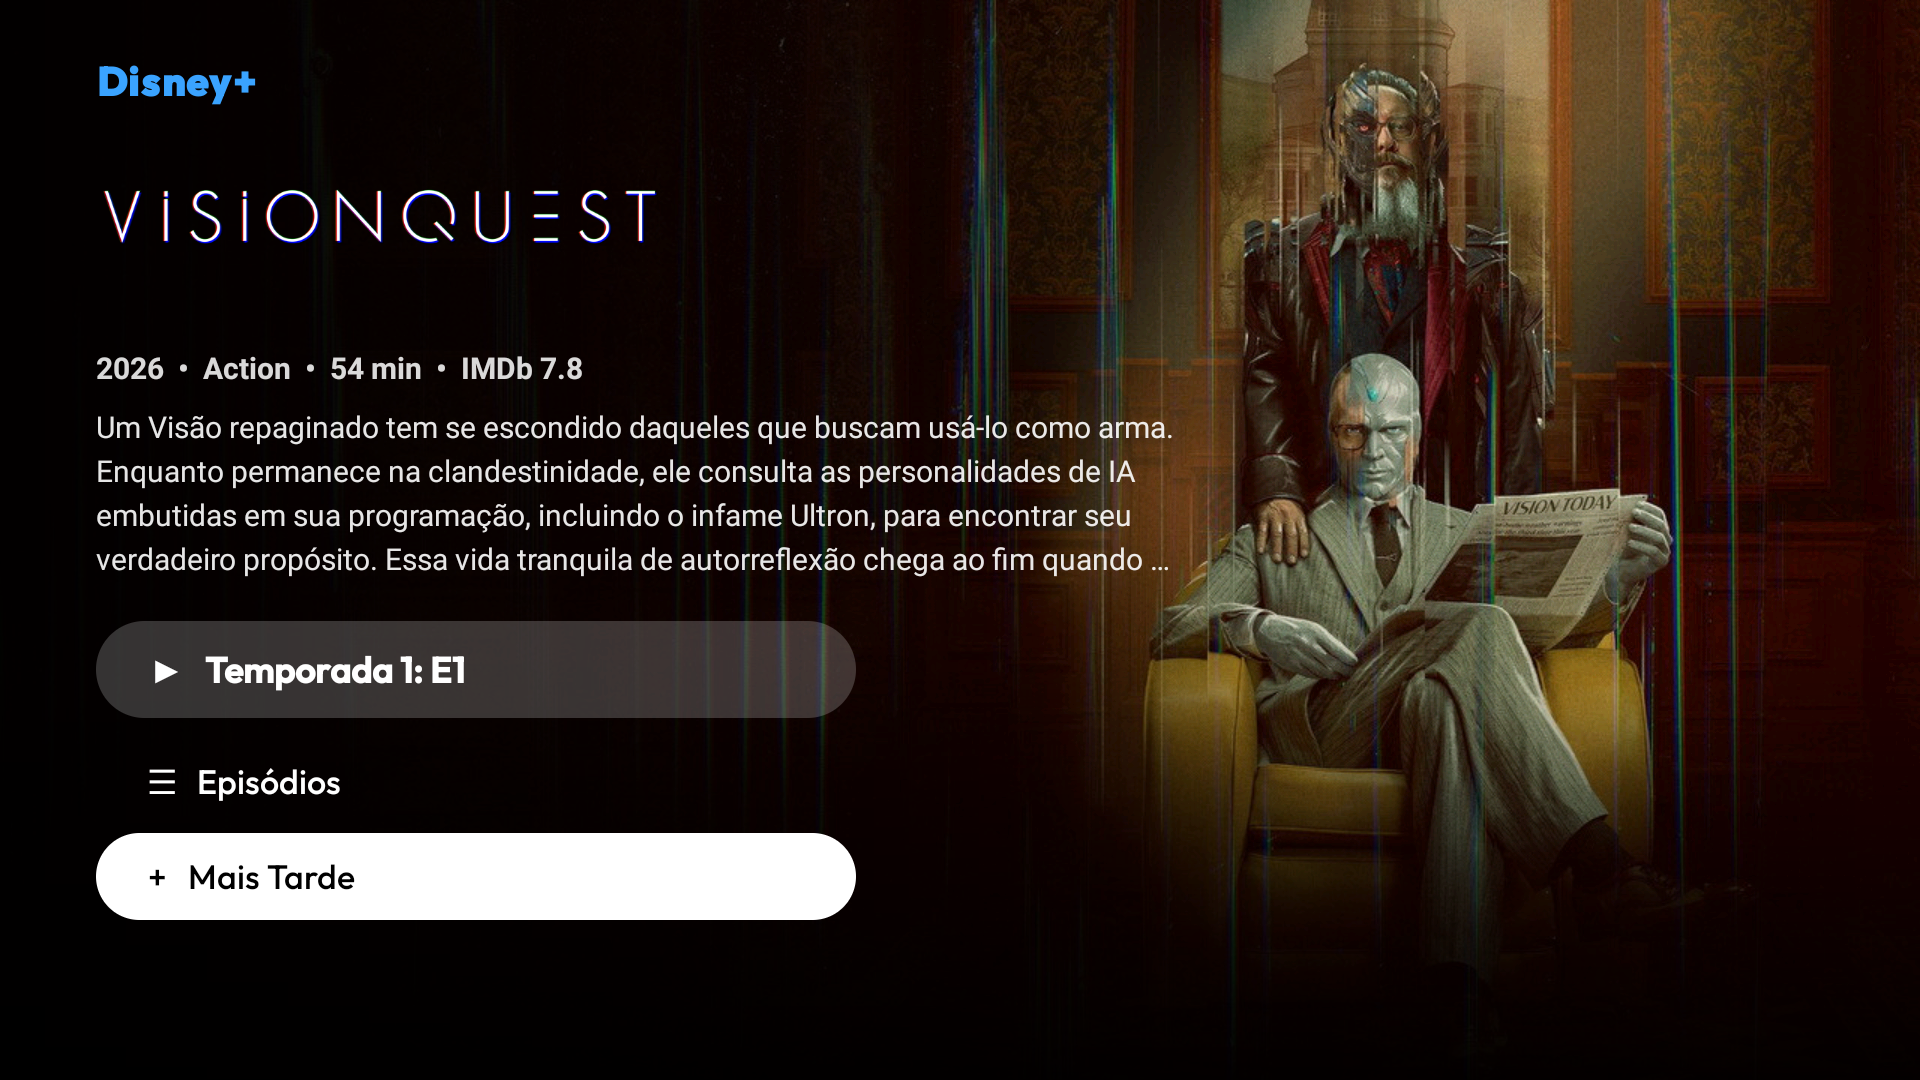 Disney+
VISIONQUEST
2026 • Action • 54 min • IMDb 7.8
Um Visão repaginado tem se escondido daqueles que buscam usá-lo como arma.
Enquanto permanece na clandestinidade, ele consulta as personalidades de IA
embutidas em sua programação, incluindo o infame Ultron, para encontrar seu
verdadeiro propósito. Essa vida tranquila de autorreflexão chega ao fim quando ...
VISION TODAY
▶ Temporada 1: E1
☰ Episódios
+ Mais Tarde